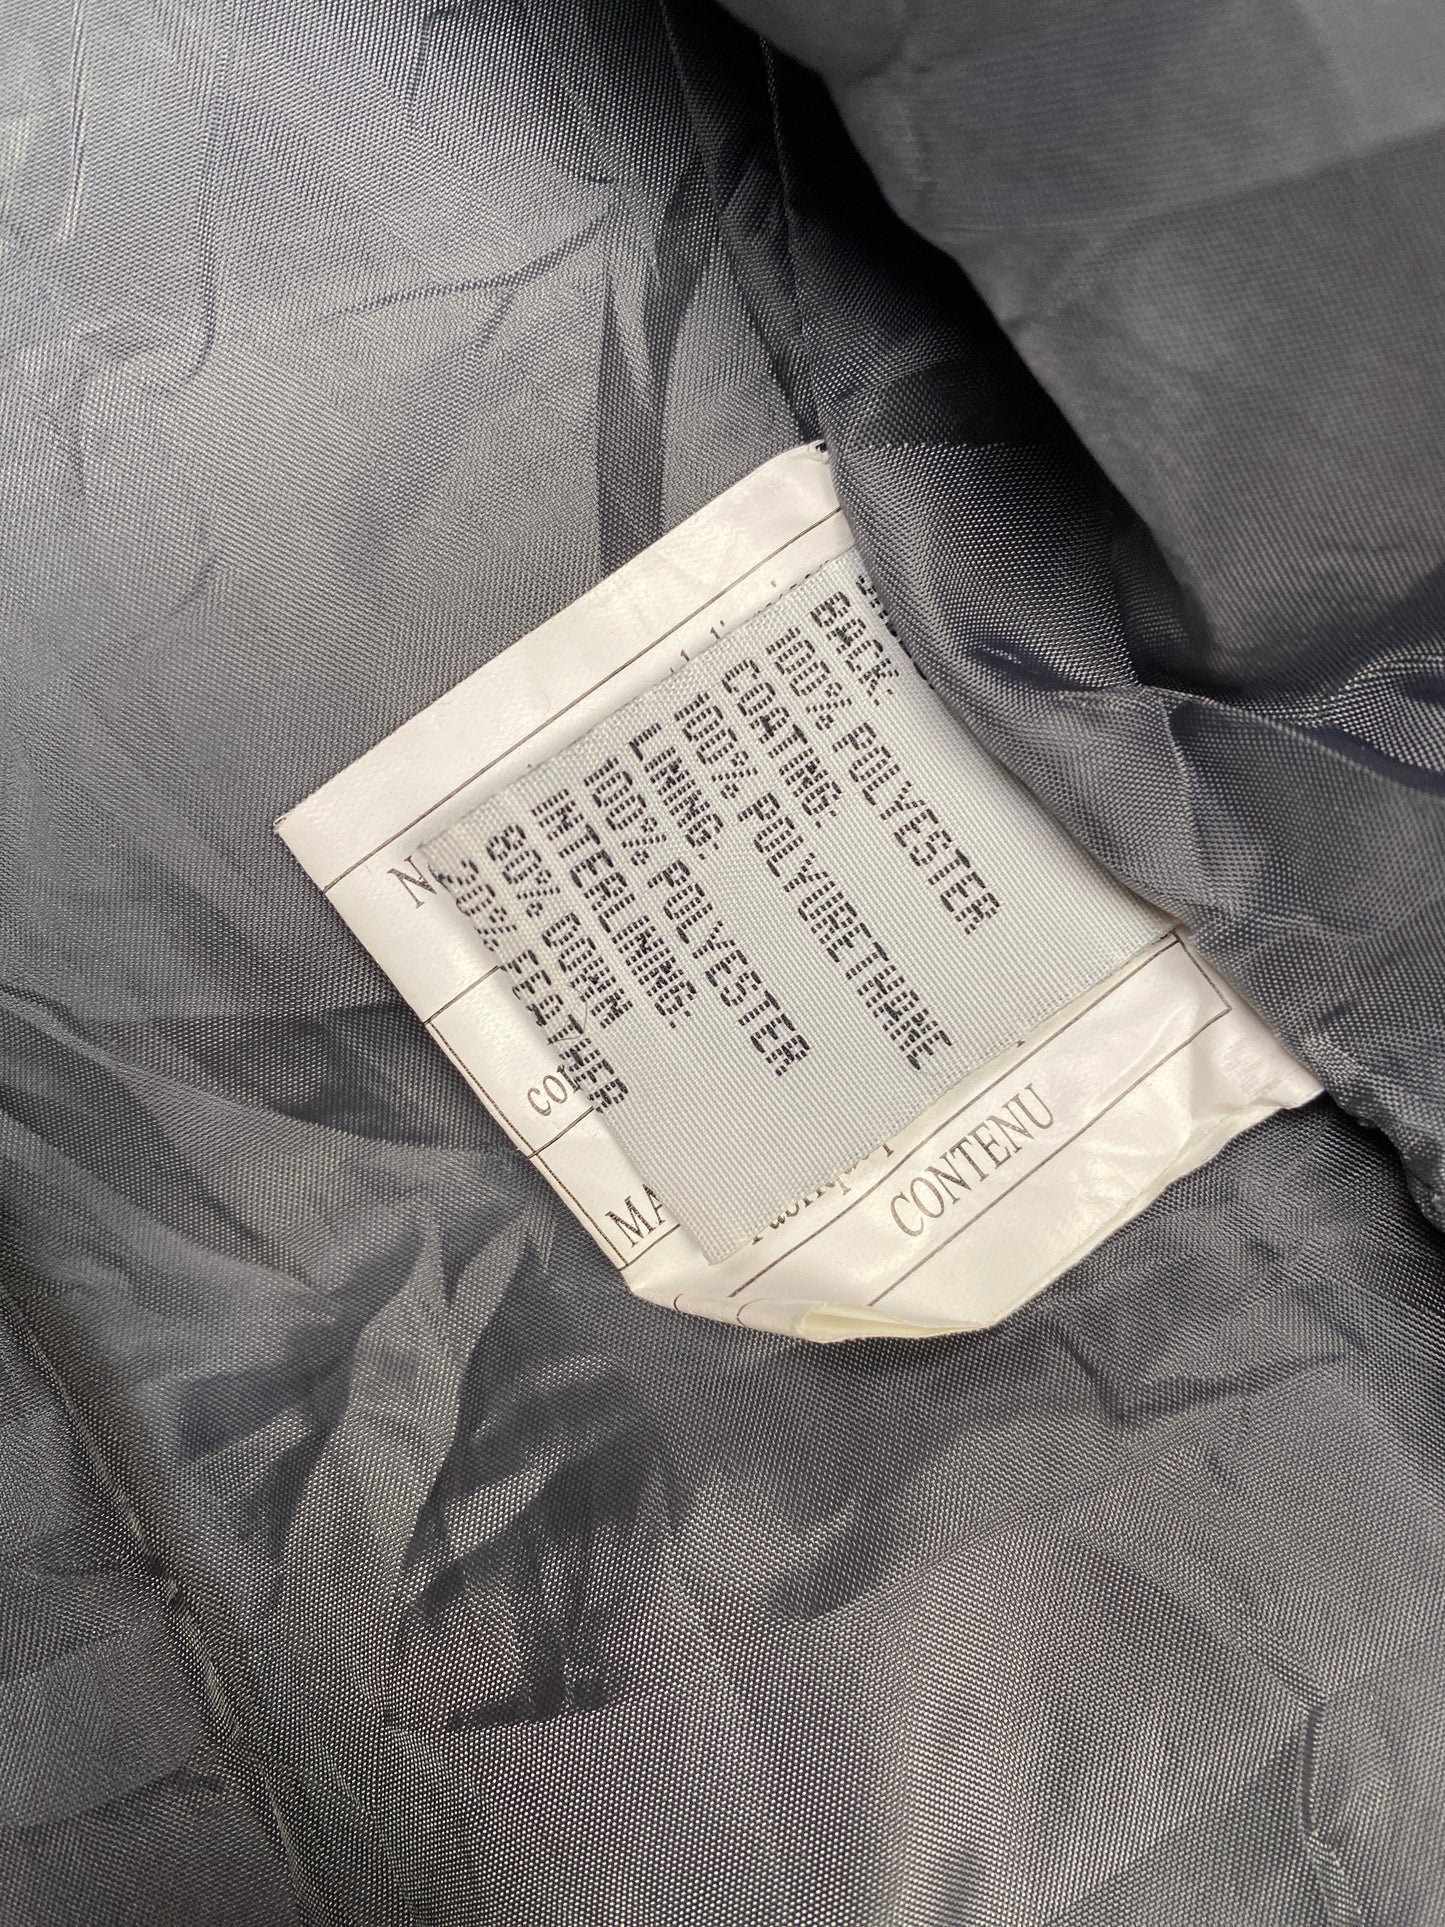 BACK.
100% POLYESTER
COATING.
100% POLYURETHANE
LINING.
100% POLYESTER
INTERLINING.
80% DOWN
20% FEATHER
CONTENU